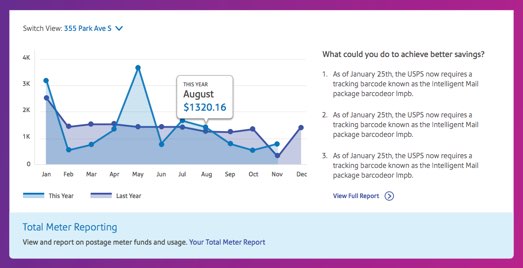 Switch View: 355 Park Ave S
4K
3K
2K
1K
0
Jan Feb Mar Apr May Jun Jul Aug Sep Oct Nov Dec
THIS YEAR
August
$1320.16
This Year Last Year
What could you do to achieve better savings?
1. As of January 25th, the USPS now requires a
tracking barcode known as the Intelligent Mail
package barcodeor Impb.
2. As of January 25th, the USPS now requires a
tracking barcode known as the Intelligent Mail
package barcodeor Impb.
3. As of January 25th, the USPS now requires a
tracking barcode known as the Intelligent Mail
package barcodeor Impb.
View Full Report
Total Meter Reporting
View and report on postage meter funds and usage. Your Total Meter Report